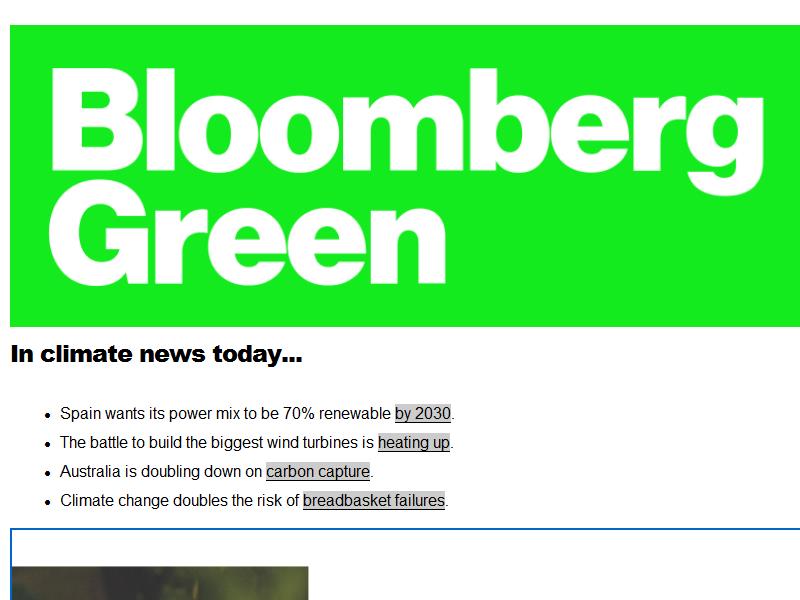 Bloomberg
Green
In climate news today...
• Spain wants its power mix to be 70% renewable by 2030.
• The battle to build the biggest wind turbines is heating up.
• Australia is doubling down on carbon capture.
• Climate change doubles the risk of breadbasket failures.